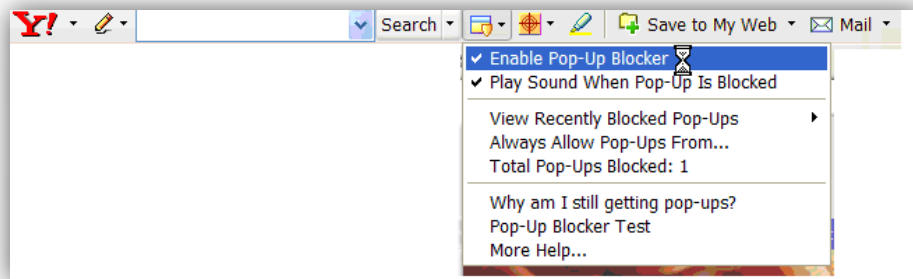 Y! Search Save to My Web Mail
Enable Pop-Up Blocker
Play Sound When Pop-Up Is Blocked
View Recently Blocked Pop-Ups
Always Allow Pop-Ups From...
Total Pop-Ups Blocked: 1
Why am I still getting pop-ups?
Pop-Up Blocker Test
More Help...